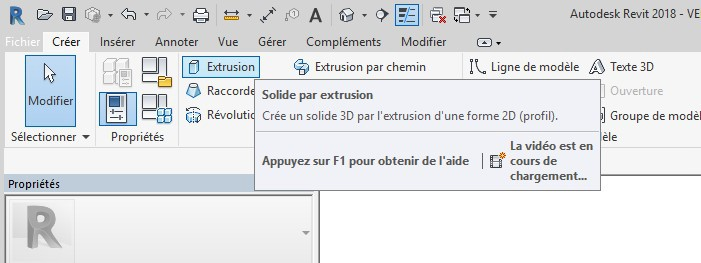 Autodesk Revit 2018 - VE
Fichier Créer Insérer Annoter Vue Gérer Compléments Modifier
Extrusion Extrusion par chemin Ligne de modèle Texte 3D
Raccorde Ouverture
Modifier Révolutio Groupe de modèl
Sélectionner Propriétés èle
Solide par extrusion
Crée un solide 3D par l'extrusion d'une forme 2D (profil).
Appuyez sur F1 pour obtenir de l'aide
La vidéo est en
cours de
chargement...
Propriétés